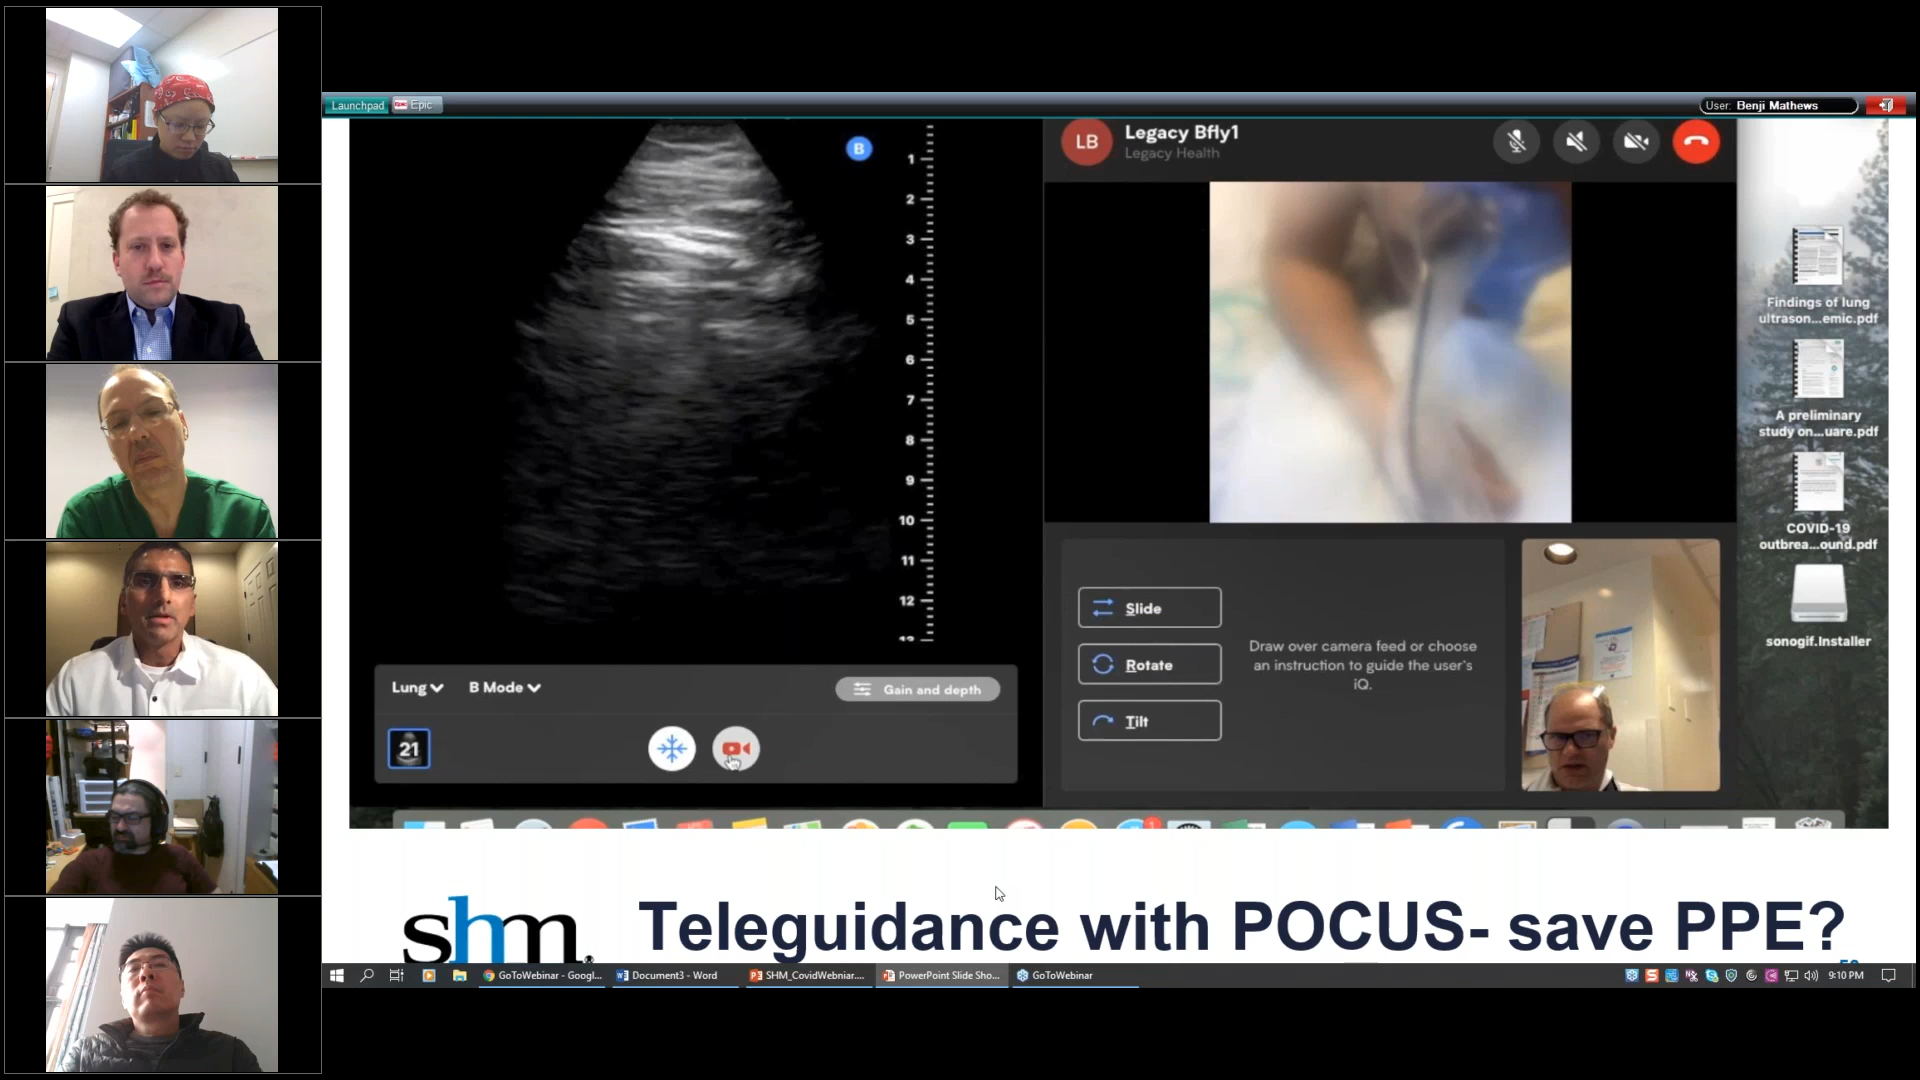 Launchpad
Epic Epic
User: Benji Mathews
B
1
2
3
4
5
6
7
8
9
10
11
12
LB
Legacy Bfly1
Legacy Health
Findings of lung
ultrason...emic.pdf
A preliminary
study on...uare.pdf
COVID-19
outbrea...ound.pdf
sonogif.Installer
Slide
Rotate
Tilt
Draw over camera feed or choose
an instruction to guide the user's
iQ.
Lung
B Mode
Gain and depth
21
1
shm
Teleguidance with POCUS- save PPE?
GoToWebinar - Googl...
Document3 - Word
SHM_CovidWebniar....
PowerPoint Slide Sho...
GoToWebinar
9:10 PM